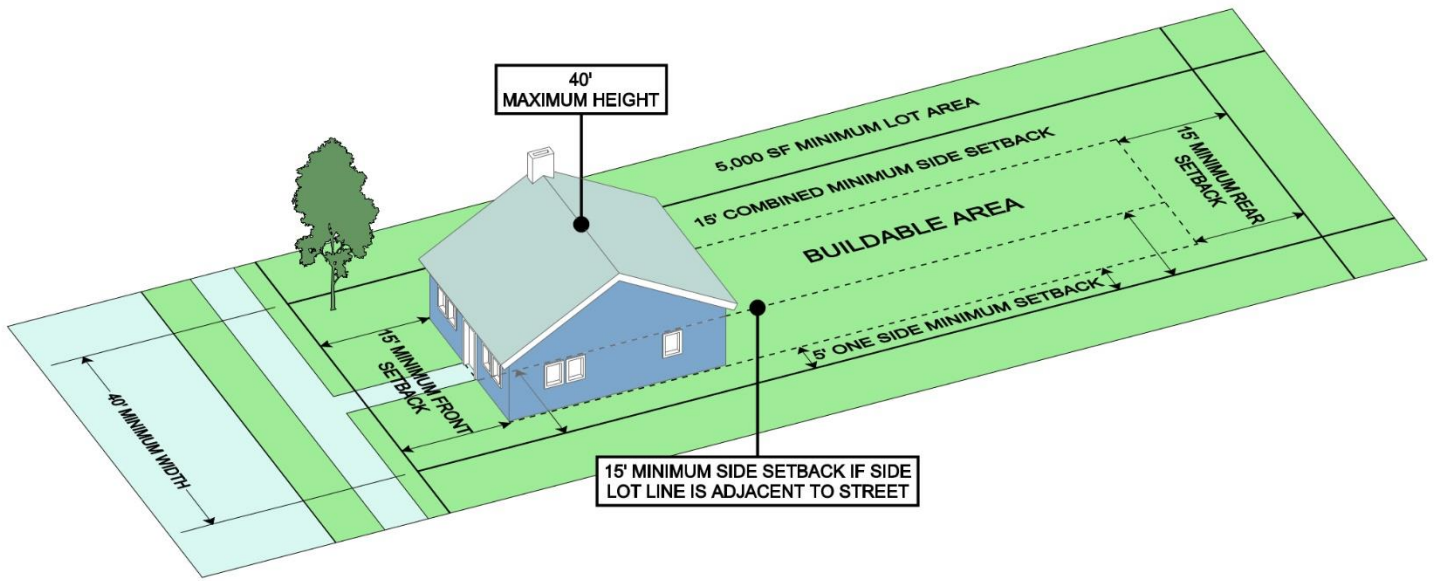 40'
MAXIMUM HEIGHT
5,000 SF MINIMUM LOT AREA
15' COMBINED MINIMUM SIDE SETBACK
15' MINIMUM REAR
SETBACK
BUILDABLE AREA
5' ONE SIDE MINIMUM SETBACK
15' MINIMUM FRONT
SETBACK
40' MINIMUM WIDTH
15' MINIMUM SIDE SETBACK IF SIDE
LOT LINE IS ADJACENT TO STREET